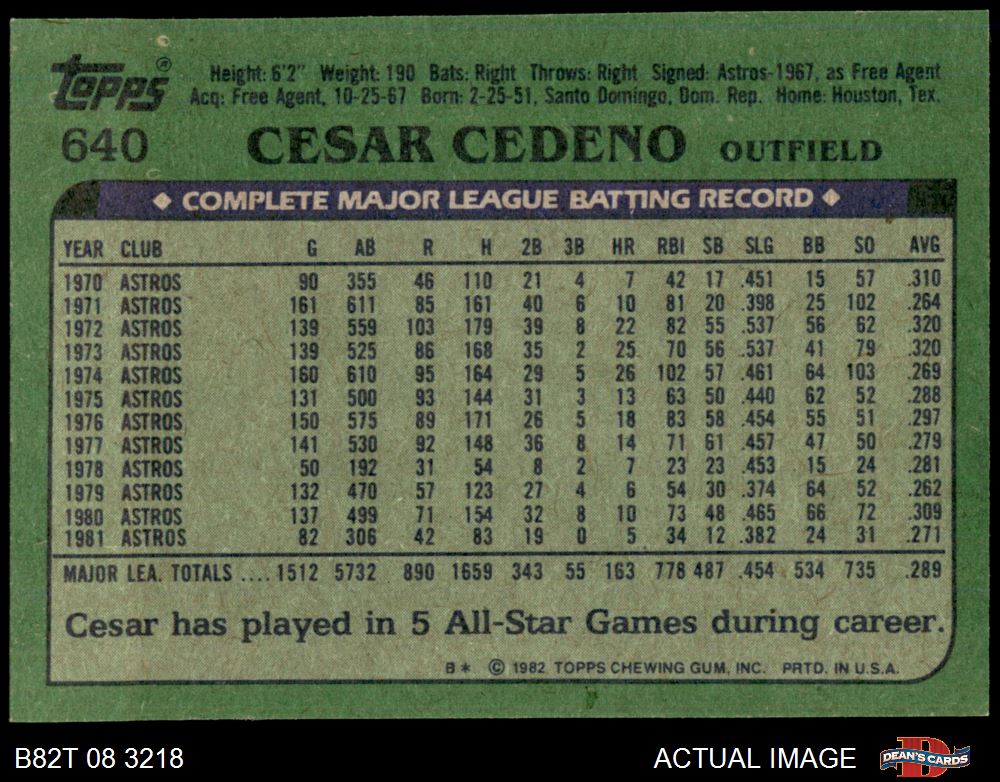 Topps®
Height: 6'2" Weight: 190 Bats: Right Throws: Right Signed: Astros-1967, as Free Agent
Acq: Free Agent, 10-25-67 Born: 2-25-51, Santo Domingo, Dom. Rep. Home: Houston, Tex.
640 CESAR CEDENO OUTFIELD
COMPLETE MAJOR LEAGUE BATTING RECORD
YEAR CLUB G AB R H 2B 3B HR RBI SB SLG BB SO AVG
1970 ASTROS 90 355 46 110 21 4 7 42 17 .451 15 57 .310
1971 ASTROS 161 611 85 161 40 6 10 81 20 .398 25 102 .264
1972 ASTROS 139 559 103 179 39 8 22 82 55 .537 56 62 .320
1973 ASTROS 139 525 86 168 35 2 25 70 56 .537 41 79 .320
1974 ASTROS 160 610 95 164 29 5 26 102 57 .461 64 103 .269
1975 ASTROS 131 500 93 144 31 3 13 63 50 .440 62 52 .288
1976 ASTROS 150 575 89 171 26 5 18 83 58 .454 55 51 .297
1977 ASTROS 141 530 92 148 36 8 14 71 61 .457 47 50 .279
1978 ASTROS 50 192 31 54 8 2 7 23 23 .453 15 24 .281
1979 ASTROS 132 470 57 123 27 4 6 54 30 .374 64 52 .262
1980 ASTROS 137 499 71 154 32 8 10 73 48 .465 66 72 .309
1981 ASTROS 82 306 42 83 19 0 5 34 12 .382 24 31 .271
MAJOR LEA. TOTALS .... 1512 5732 890 1659 343 55 163 778 487 .454 534 735 .289
Cesar has played in 5 All-Star Games during career.
B* © 1982 TOPPS CHEWING GUM, INC. PRTD. IN U.S.A.
B82T 08 3218 ACTUAL IMAGE DEAN'S CARDS